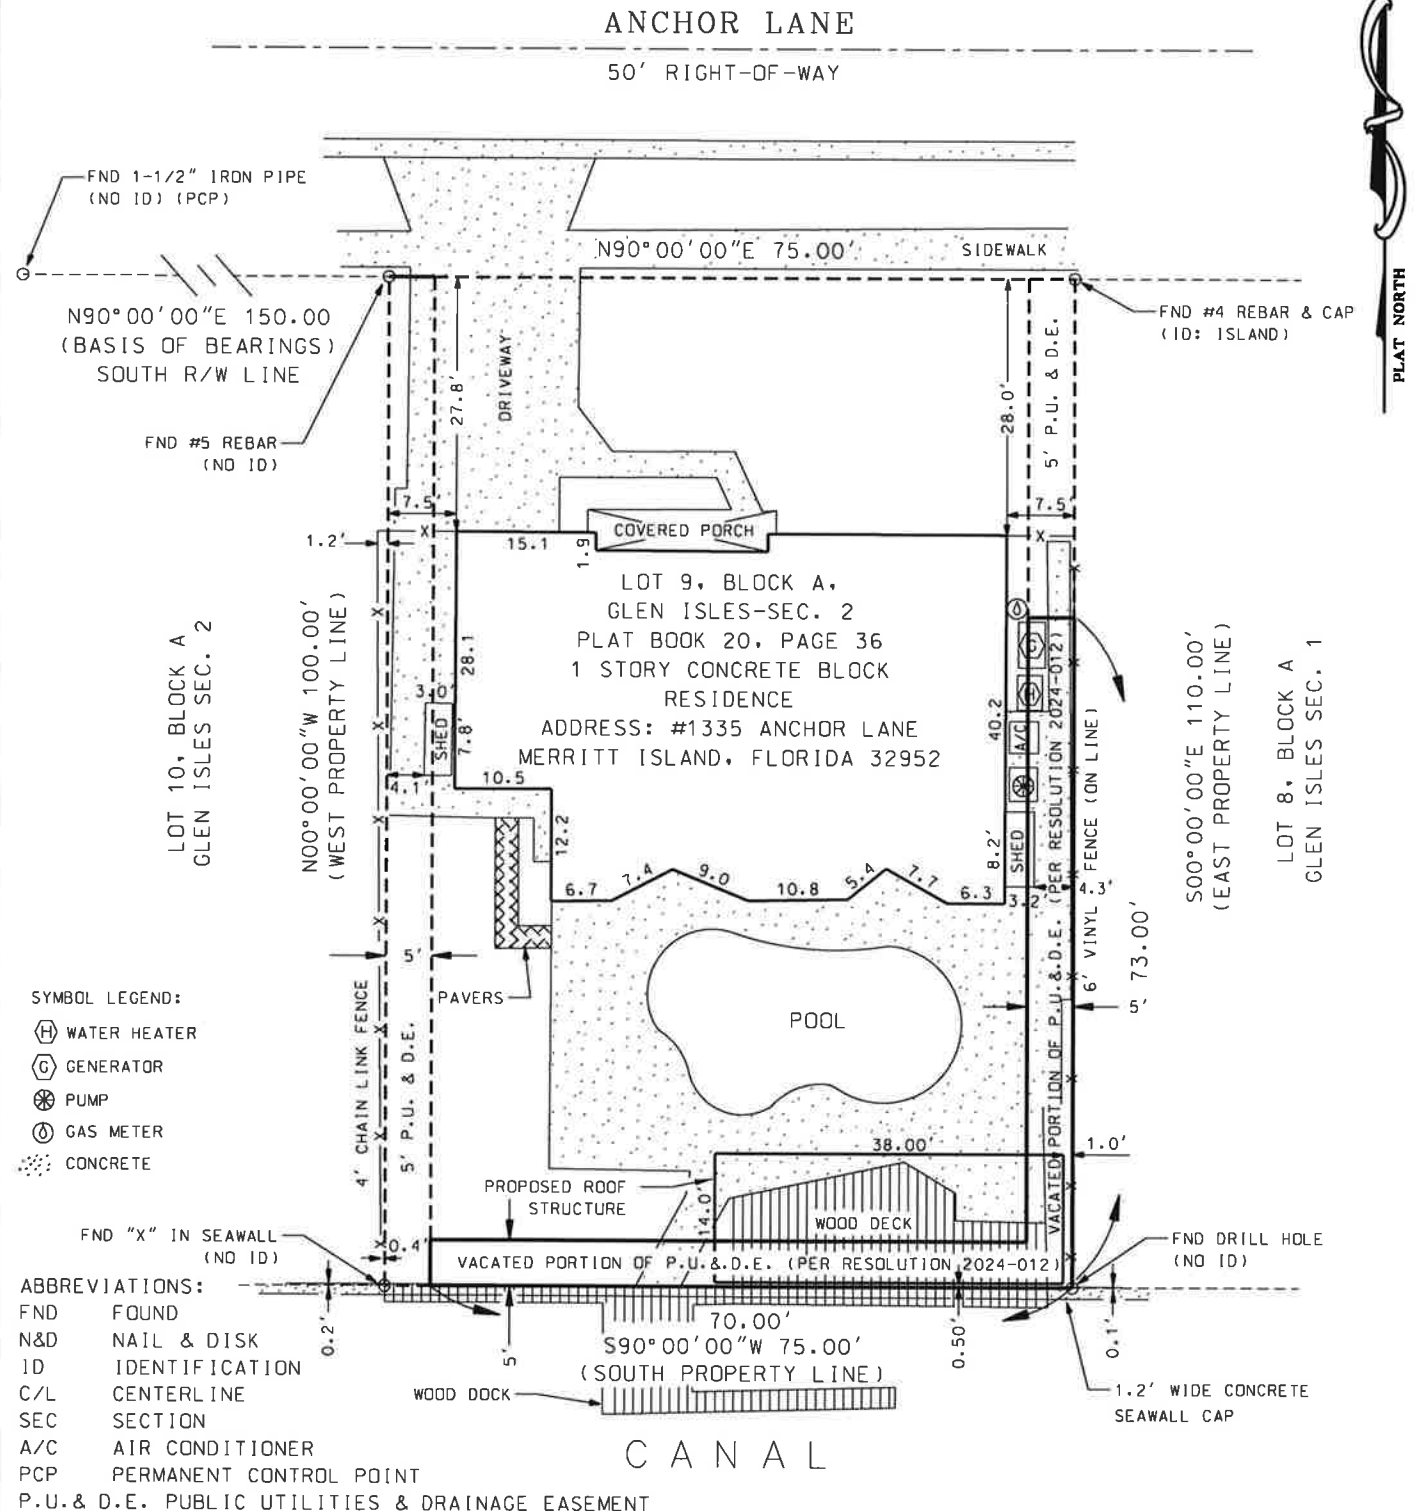 ANCHOR LANE
50' RIGHT-OF-WAY
PLAT NORTH
FND 1-1/2" IRON PIPE
(NO ID) (PCP)
N90°00'00"E 75.00'
SIDEWALK
N90°00'00"E 150.00
(BASIS OF BEARINGS)
SOUTH R/W LINE
FND #4 REBAR & CAP
(ID: ISLAND)
FND #5 REBAR
(NO ID)
27.8'
DRIVEWAY
28.0'
5' P.U. & D.E.
7.5'
7.5'
1.2'
X
15.1
1.9
COVERED PORCH
X
LOT 9, BLOCK A,
GLEN ISLES-SEC. 2
PLAT BOOK 20, PAGE 36
1 STORY CONCRETE BLOCK
RESIDENCE
ADDRESS: #1335 ANCHOR LANE
MERRITT ISLAND, FLORIDA 32952
LOT 10, BLOCK A
GLEN ISLES SEC. 2
N00°00'00"W 100.00'
(WEST PROPERTY LINE)
28.1
3.0'
SHED
7.8'
4.1'
10.5
12.2
40.2
G
H
A/C
8.2'
SHED
3.2'
4.3'
VACATED PORTION OF P.U.& D.E. (PER RESOLUTION 2024-012)
6' VINYL FENCE (ON LINE)
73.00'
S00°00'00"E 110.00'
(EAST PROPERTY LINE)
LOT 8, BLOCK A
GLEN ISLES SEC. 1
6.7
7.4
9.0
10.8
5.4
7.7
6.3
5'
PAVERS
5'
POOL
4' CHAIN LINK FENCE
5' P.U. & D.E.
SYMBOL LEGEND:
H WATER HEATER
G GENERATOR
PUMP
GAS METER
CONCRETE
38.00'
1.0'
PROPOSED ROOF
STRUCTURE
14.0'
WOOD DECK
FND "X" IN SEAWALL
(NO ID)
0.4'
VACATED PORTION OF P.U.&.D.E. (PER RESOLUTION 2024-012)
FND DRILL HOLE
(NO ID)
0.2'
5'
70.00'
S90°00'00"W 75.00'
(SOUTH PROPERTY LINE)
0.50'
0.1'
WOOD DOCK
1.2' WIDE CONCRETE
SEAWALL CAP
CANAL
ABBREVIATIONS:
FND FOUND
N&D NAIL & DISK
ID IDENTIFICATION
C/L CENTERLINE
SEC SECTION
A/C AIR CONDITIONER
PCP PERMANENT CONTROL POINT
P.U.& D.E. PUBLIC UTILITIES & DRAINAGE EASEMENT